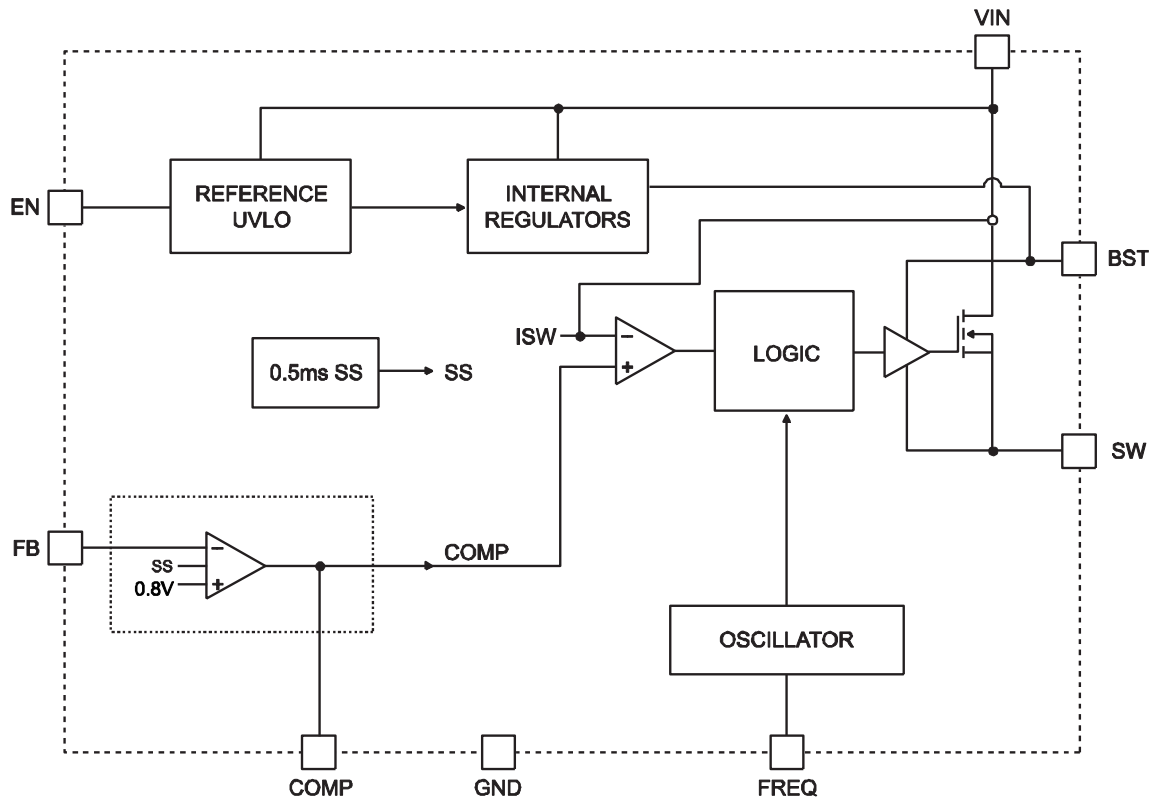 VIN
EN
REFERENCE
UVLO
INTERNAL
REGULATORS
BST
ISW
−
+
LOGIC
0.5ms SS
SS
SW
FB
−
SS
0.8V
+
COMP
OSCILLATOR
COMP
GND
FREQ